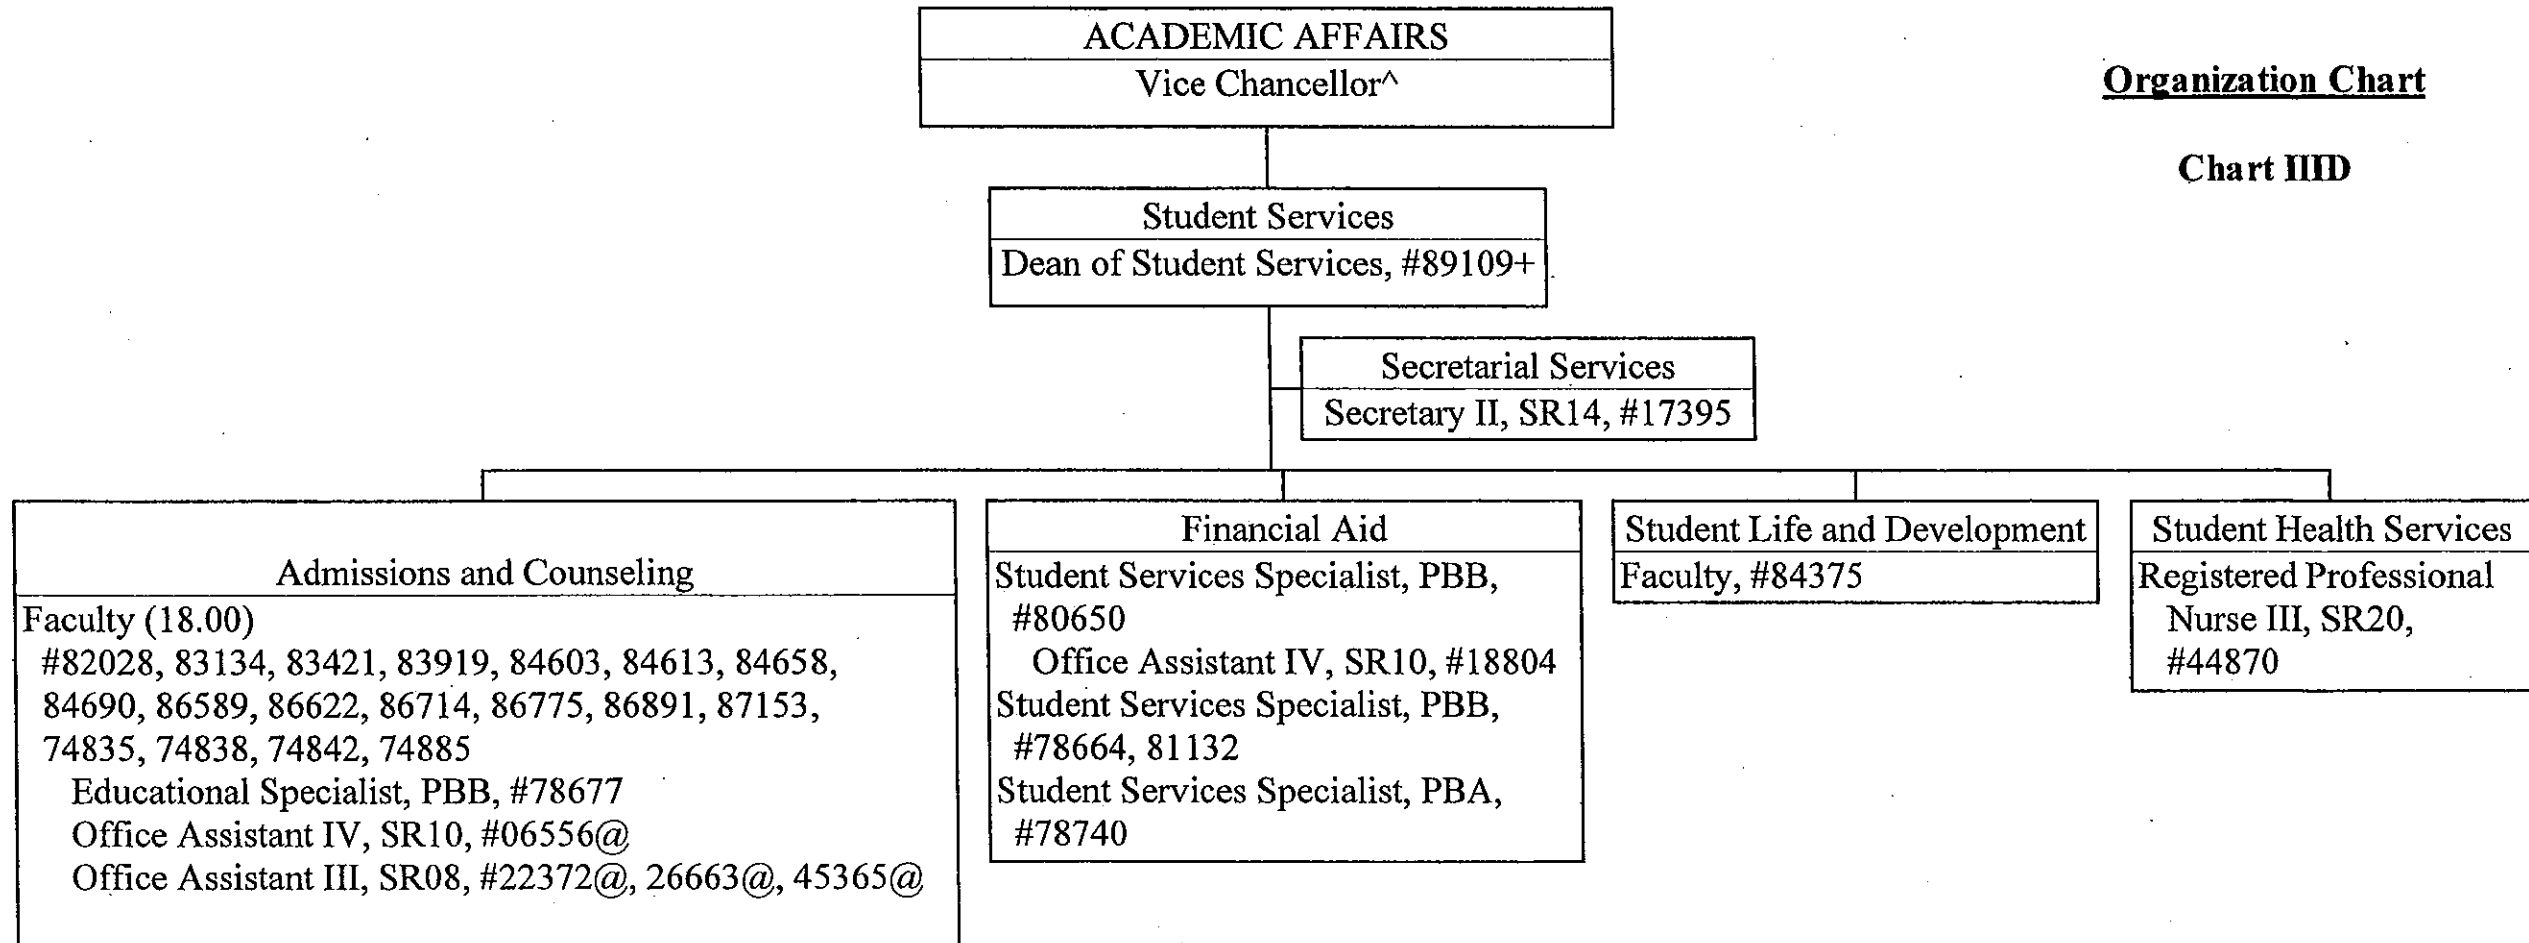 ACADEMIC AFFAIRS
Vice Chancellor^
Organization Chart
Chart IIID
Student Services
Dean of Student Services, #89109+
Secretarial Services
Secretary II, SR14, #17395
Admissions and Counseling
Faculty (18.00)
#82028, 83134, 83421, 83919, 84603, 84613, 84658,
84690, 86589, 86622, 86714, 86775, 86891, 87153,
74835, 74838, 74842, 74885
Educational Specialist, PBB, #78677
Office Assistant IV, SR10, #06556@
Office Assistant III, SR08, #22372@, 26663@, 45365@
Financial Aid
Student Services Specialist, PBB,
#80650
Office Assistant IV, SR10, #18804
Student Services Specialist, PBB,
#78664, 81132
Student Services Specialist, PBA,
#78740
Student Life and Development
Faculty, #84375
Student Health Services
Registered Professional
Nurse III, SR20,
#44870